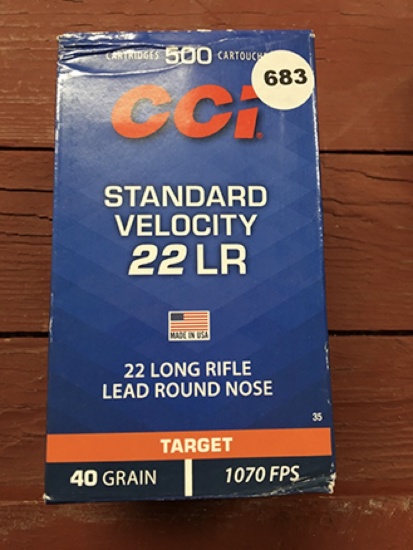 CARTRIDGES 500 CARTOUCHE
683
CCi
STANDARD
VELOCITY
22 LR
MADE IN USA
22 LONG RIFLE
LEAD ROUND NOSE
35
TARGET
40 GRAIN 1070 FPS